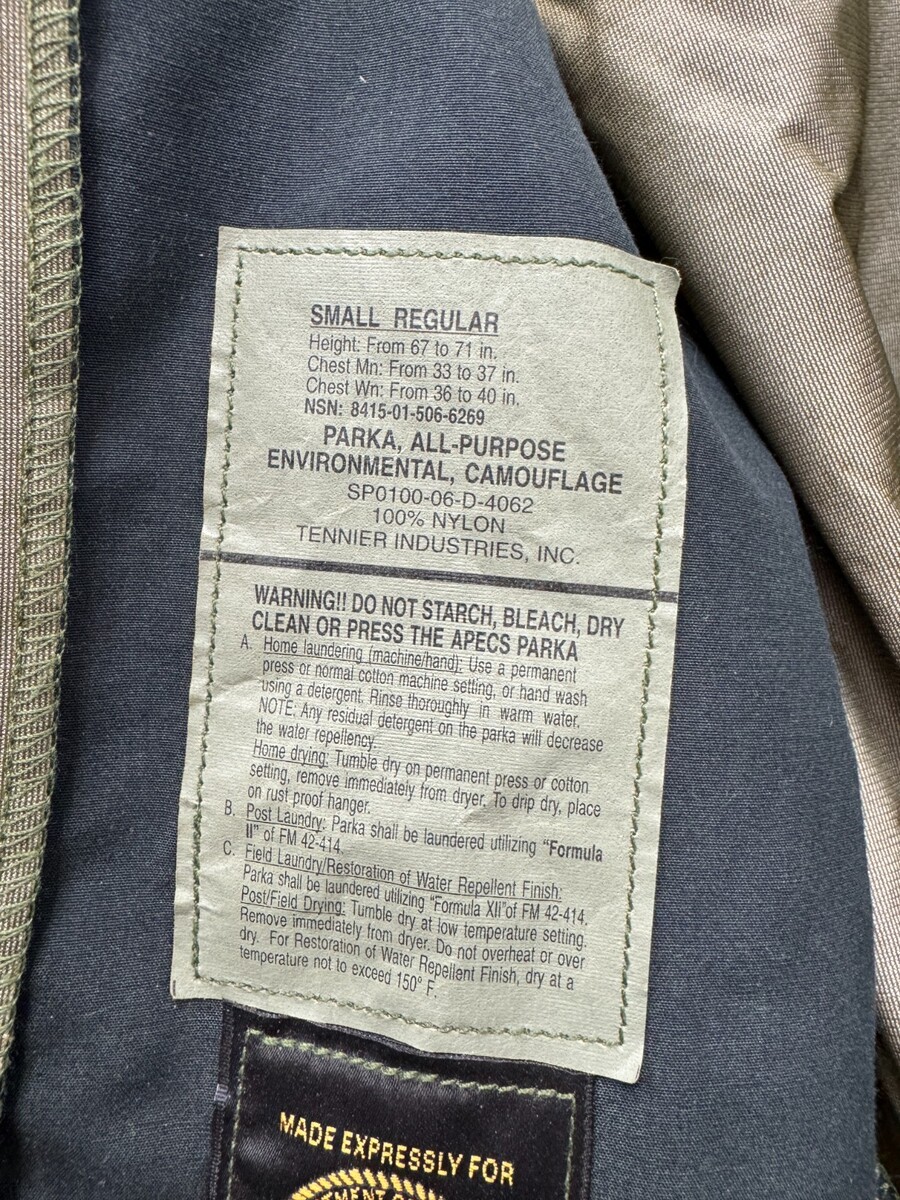 SMALL REGULAR
Height: From 67 to 71 in.
Chest Mn: From 33 to 37 in.
Chest Wn: From 36 to 40 in.
NSN: 8415-01-506-6269
PARKA, ALL-PURPOSE
ENVIRONMENTAL, CAMOUFLAGE
SP0100-06-D-4062
100% NYLON
TENNIER INDUSTRIES, INC.
WARNING!! DO NOT STARCH, BLEACH, DRY
CLEAN OR PRESS THE APECS PARKA
A. Home laundering (machine/hand): Use a permanent
press or normal cotton machine setting, or hand wash
using a detergent. Rinse thoroughly in warm water.
NOTE: Any residual detergent on the parka will decrease
the water repellency.
Home drying: Tumble dry on permanent press or cotton
setting, remove immediately from dryer. To drip dry, place
on rust proof hanger.
B. Post Laundry: Parka shall be laundered utilizing "Formula
II" of FM 42-414.
C. Field Laundry/Restoration of Water Repellent Finish:
Parka shall be laundered utilizing "Formula XII"of FM 42-414.
Post/Field Drying: Tumble dry at low temperature setting.
Remove immediately from dryer. Do not overheat or over
dry. For Restoration of Water Repellent Finish, dry at a
temperature not to exceed 150° F.
MADE EXPRESSLY FOR